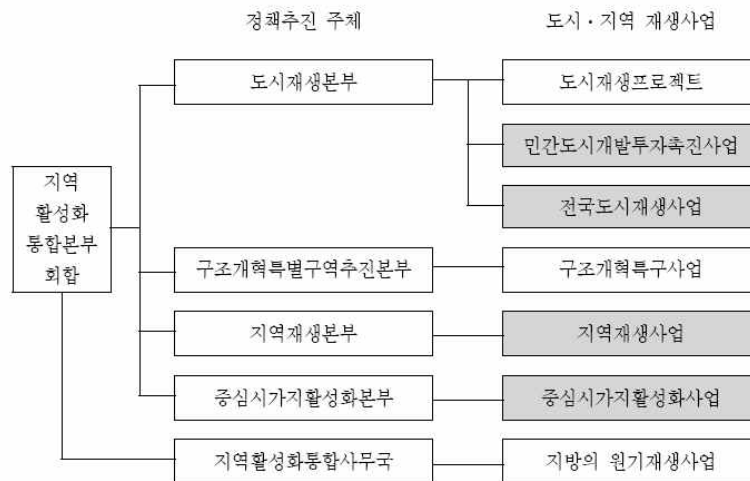 정책추진 주체
도시・지역 재생사업
도시재생본부
도시재생프로젝트
민간도시개발투자촉진사업
전국도시재생사업
지역
활성화
통합본부
회합
구조개혁특별구역추진본부
구조개혁특구사업
지역재생본부
지역재생사업
중심시가지활성화본부
중심시가지활성화사업
지역활성화통합사무국
지방의 원기재생사업